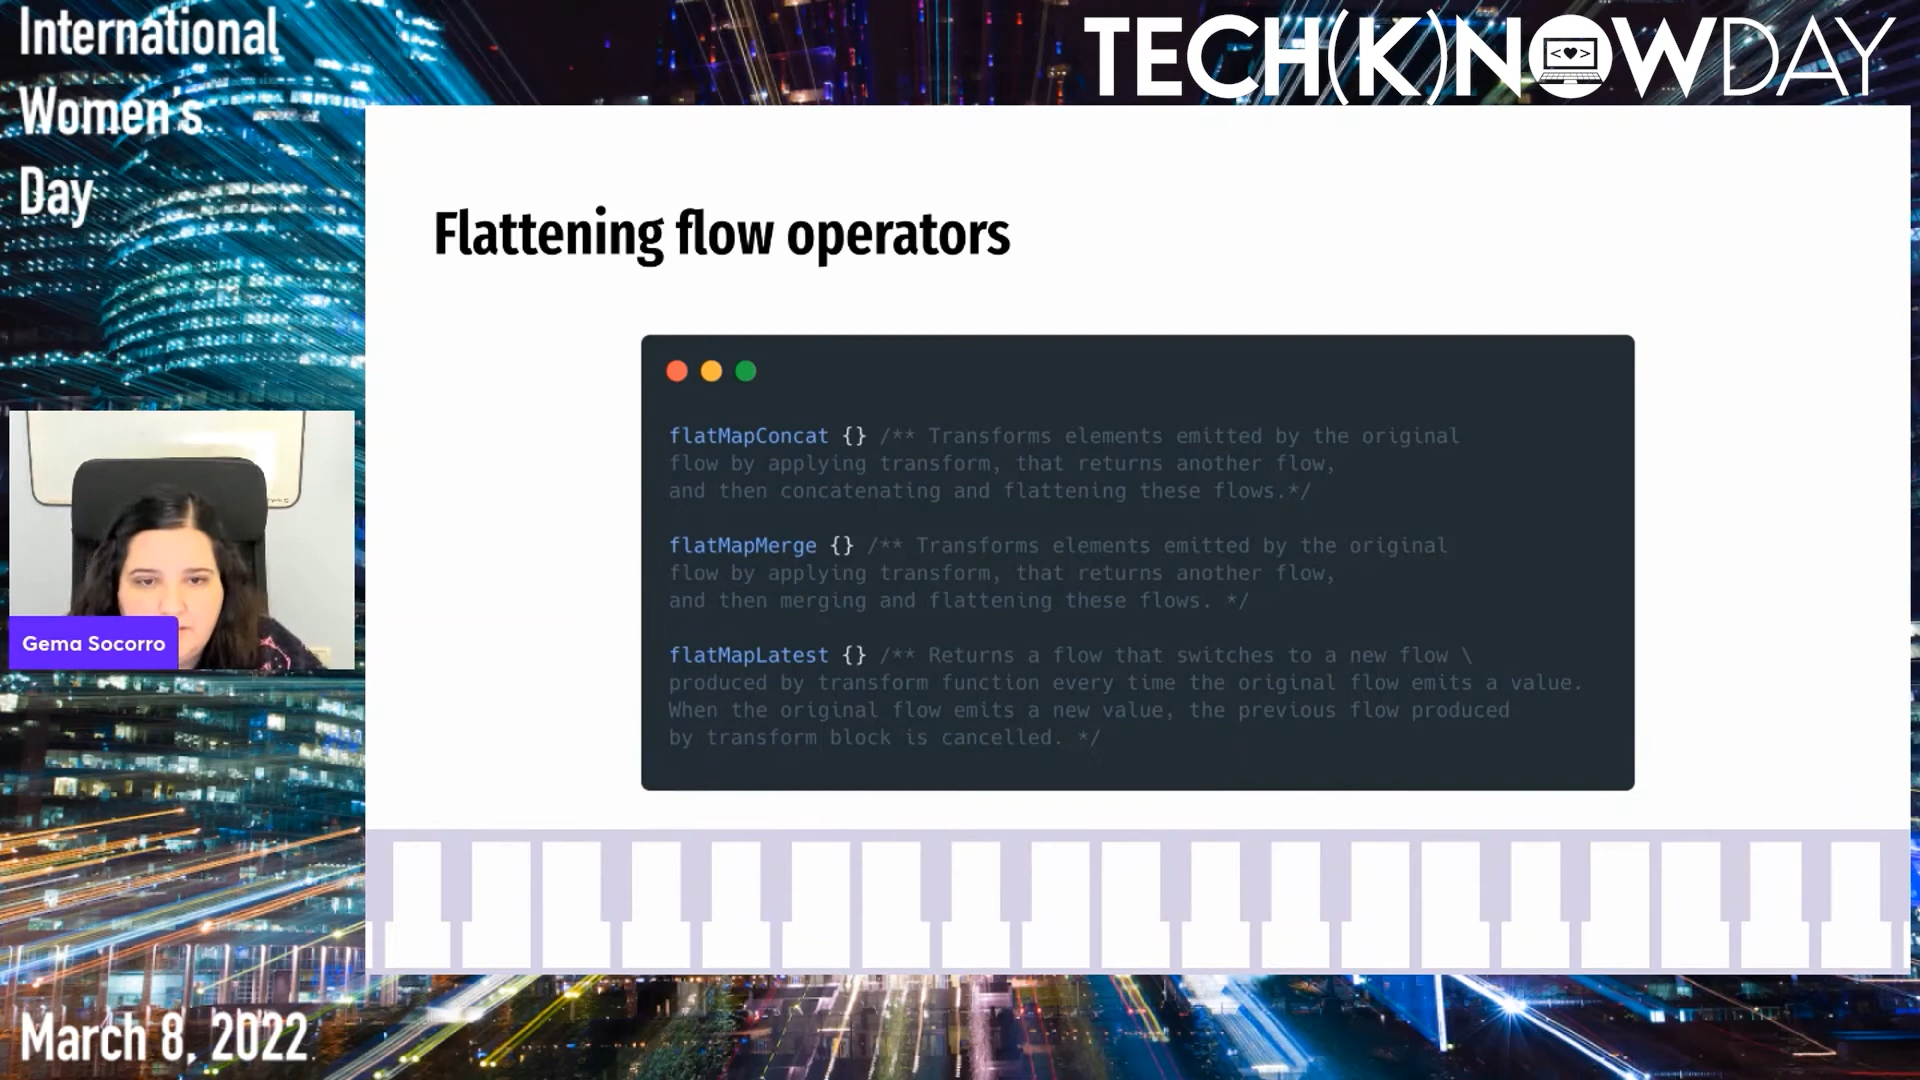 International
Women's
Day
TECH(K)NOWDAY
Flattening flow operators
flatMapConcat {} /** Transforms elements emitted by the original
flow by applying transform, that returns another flow,
and then concatenating and flattening these flows.*/
flatMapMerge {} /** Transforms elements emitted by the original
flow by applying transform, that returns another flow,
and then merging and flattening these flows. */
flatMapLatest {} /** Returns a flow that switches to a new flow \
produced by transform function every time the original flow emits a value.
When the original flow emits a new value, the previous flow produced
by transform block is cancelled. */
Gema Socorro
March 8, 2022